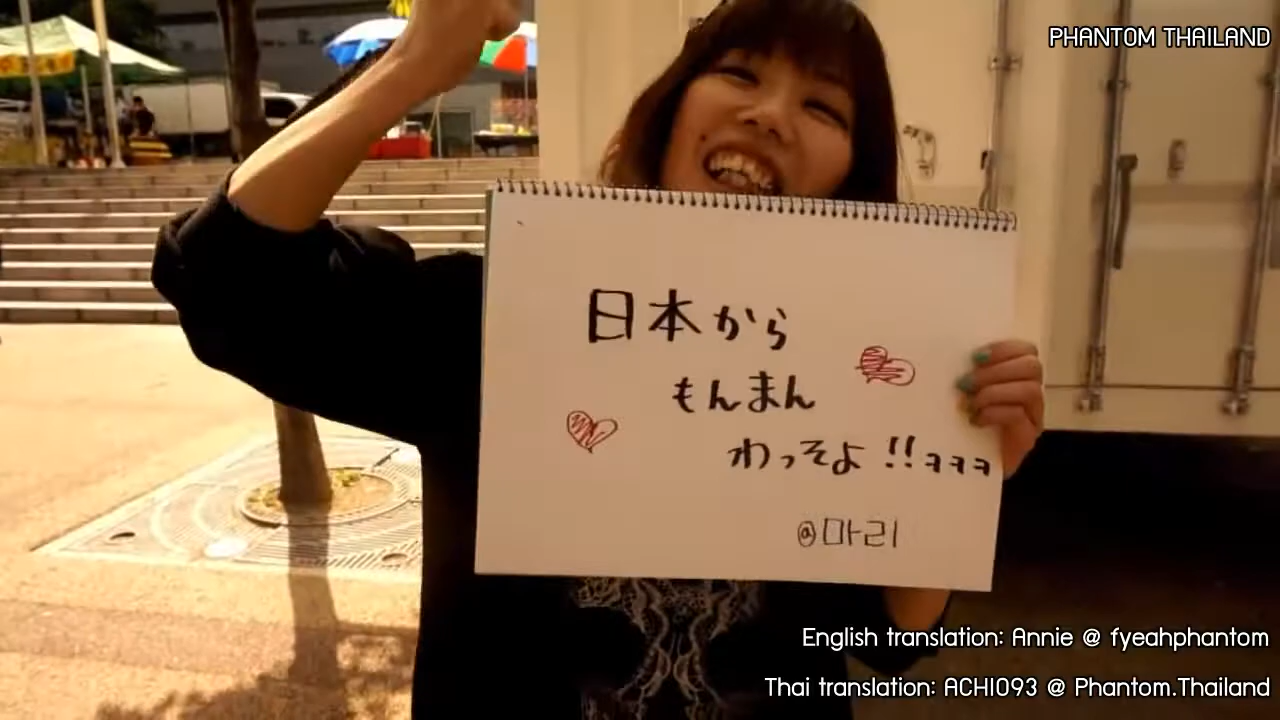 PHANTOM THAILAND
日本から
もんまん
わっそよ!!ㅋㅋㅋ
@마리
English translation: Annie @ fyeahphantom
Thai translation: ACHI093 @ Phantom.Thailand